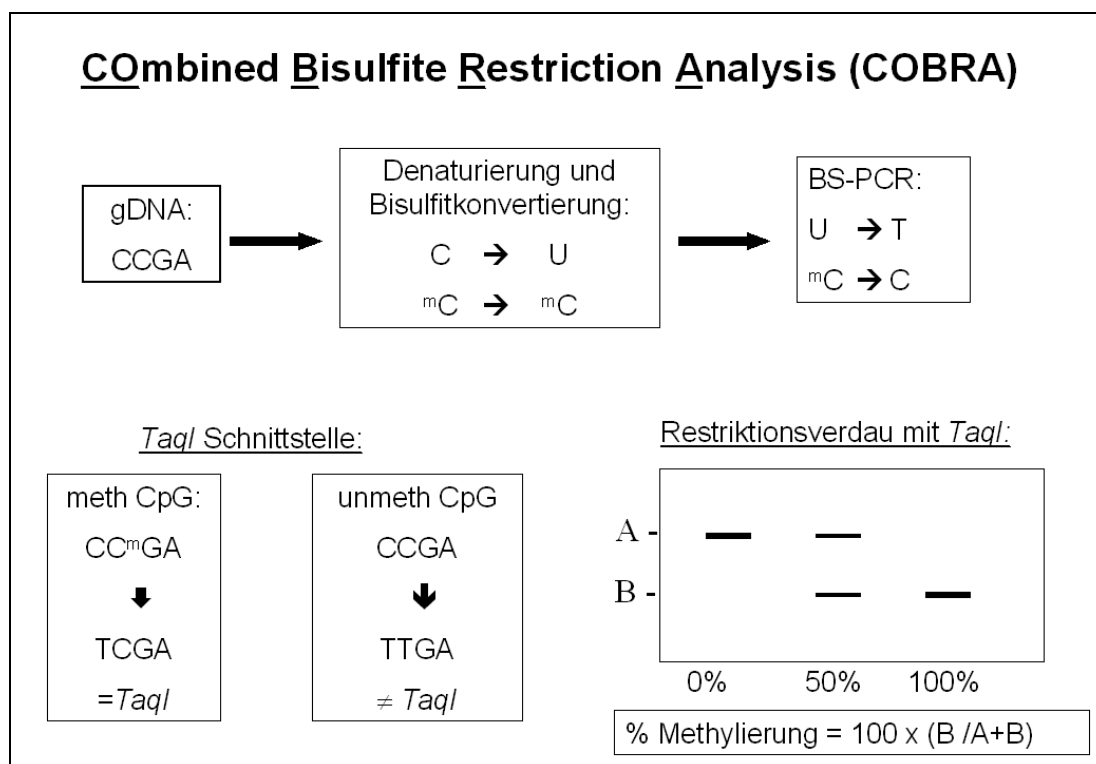 COmbined Bisulfite Restriction Analysis (COBRA)
gDNA:
CCGA
Denaturierung und
Bisulfitkonvertierung:
C → U
ᵐC → ᵐC
BS-PCR:
U → T
ᵐC → C
TaqI Schnittstelle:
meth CpG:
CCᵐGA
TCGA
=TaqI
unmeth CpG
CCGA
TTGA
≠ TaqI
Restriktionsverdau mit TaqI:
A -
B -
0% 50% 100%
% Methylierung = 100 x (B /A+B)